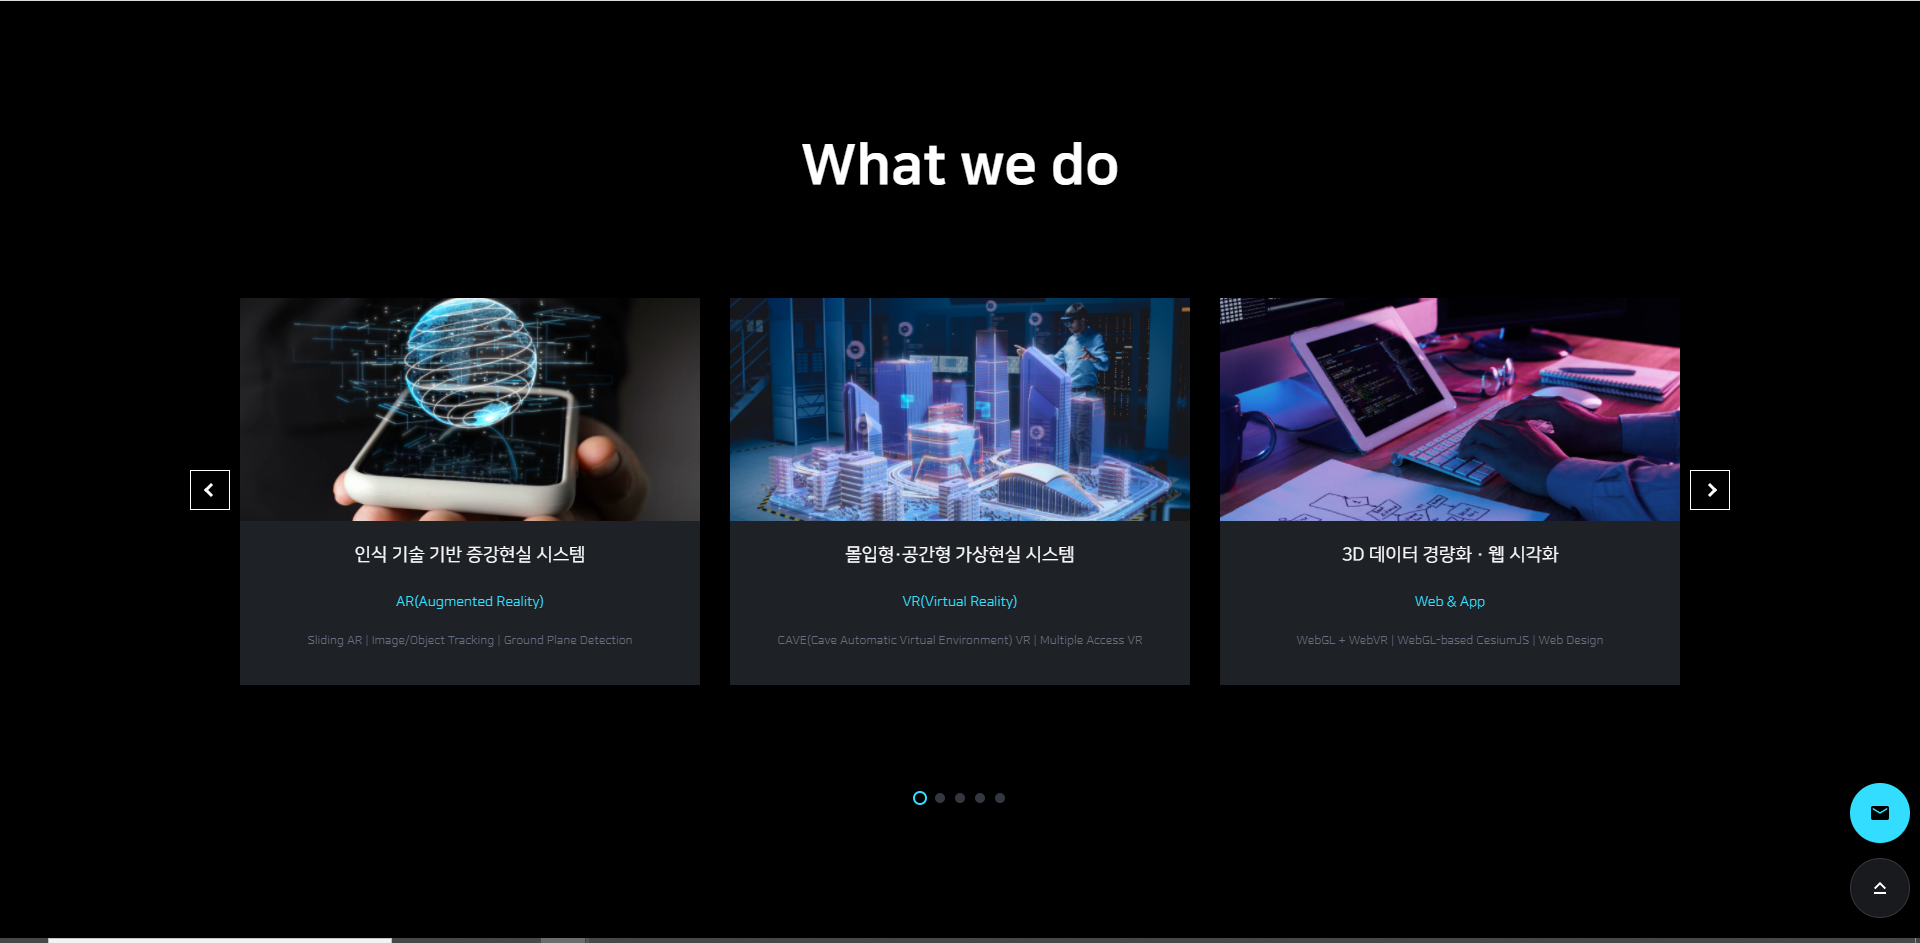 What we do
인식 기술 기반 증강현실 시스템
AR(Augmented Reality)
Sliding AR | Image/Object Tracking | Ground Plane Detection
몰입형·공간형 가상현실 시스템
VR(Virtual Reality)
CAVE(Cave Automatic Virtual Environment) VR | Multiple Access VR
3D 데이터 경량화 · 웹 시각화
Web & App
WebGL + WebVR | WebGL-based CesiumJS | Web Design